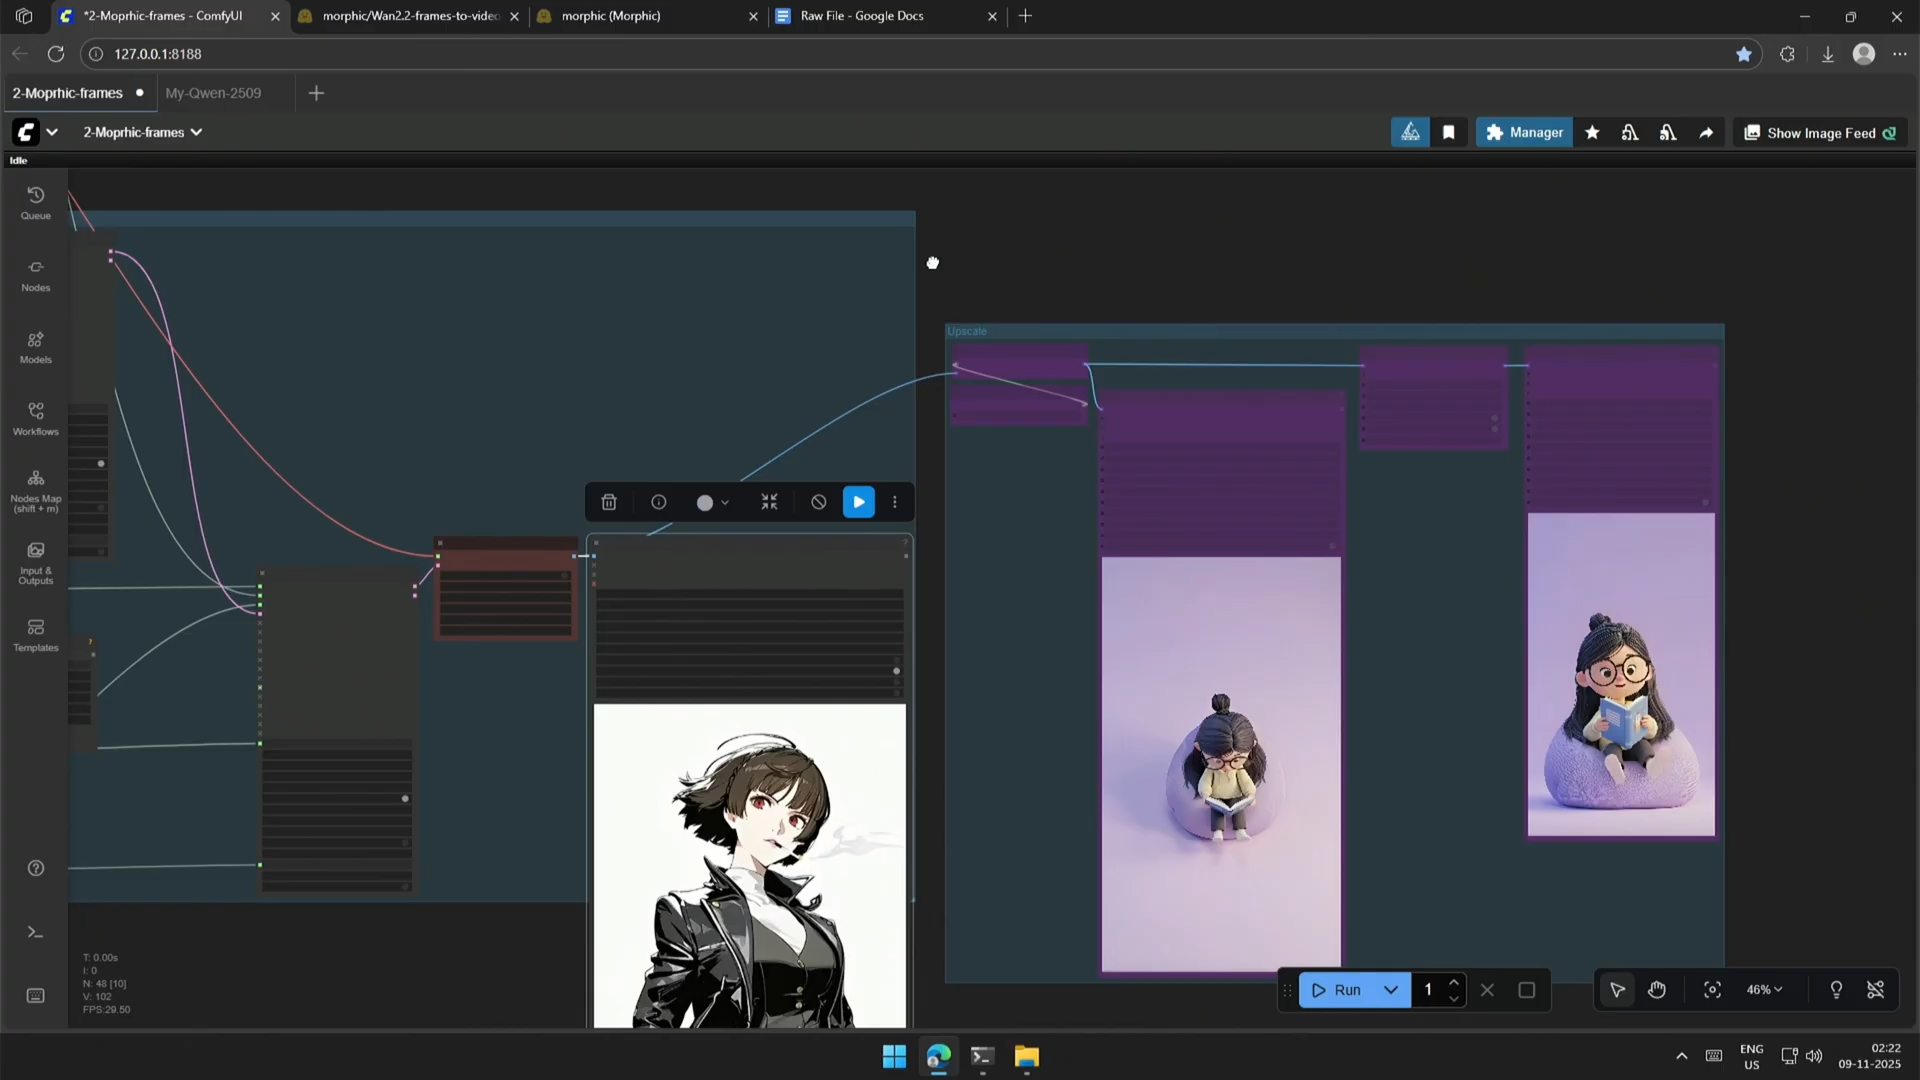 *2-Moprhic-frames - ComfyUI
morphic/Wan2.2-frames-to-video
morphic (Morphic)
Raw File - Google Docs
127.0.0.1:8188
2-Moprhic-frames
My-Qwen-2509
2-Moprhic-frames
Manager
Show Image Feed
Idle
Queue
Nodes
Models
Workflows
Nodes Map
(shift + m)
Input &
Outputs
Templates
Upscale
T: 0.00s
I: 0
N: 48 [10]
V: 102
FPS:29.50
Run
1
46%
ENG
US
02:22
09-11-2025